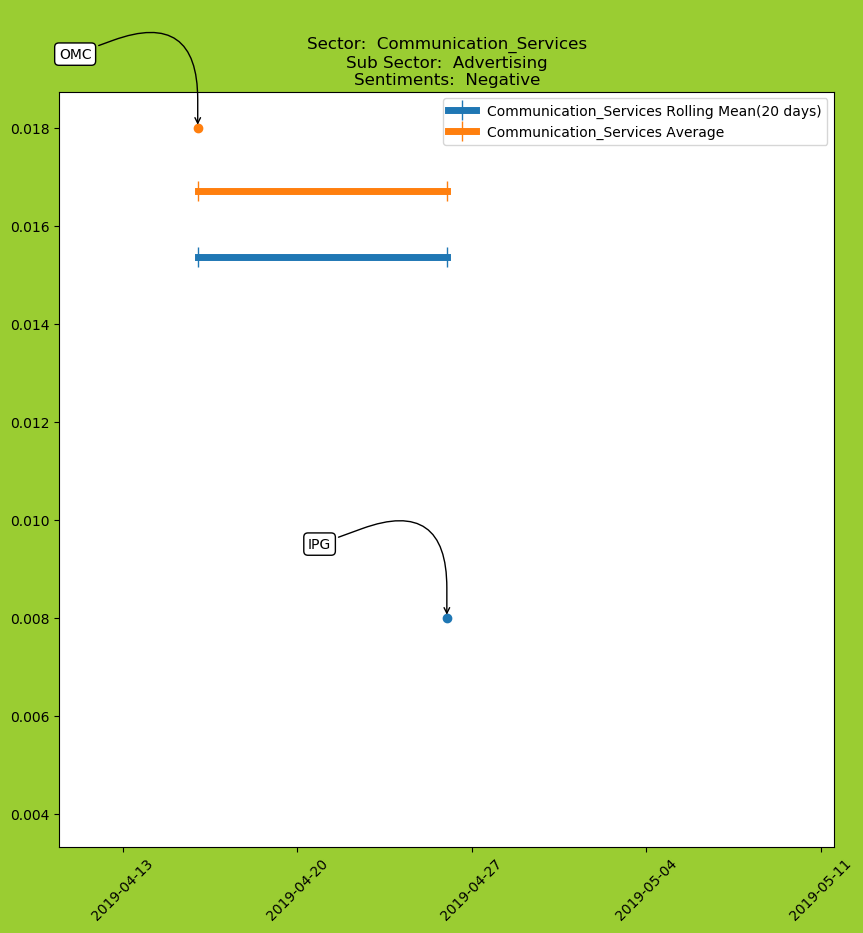 OMC
Sector:  Communication_Services
Sub Sector:  Advertising
Sentiments:  Negative
Communication_Services Rolling Mean(20 days)
Communication_Services Average
0.018
0.016
0.014
0.012
0.010
IPG
0.008
0.006
0.004
2019-04-13
2019-04-20
2019-04-27
2019-05-04
2019-05-11